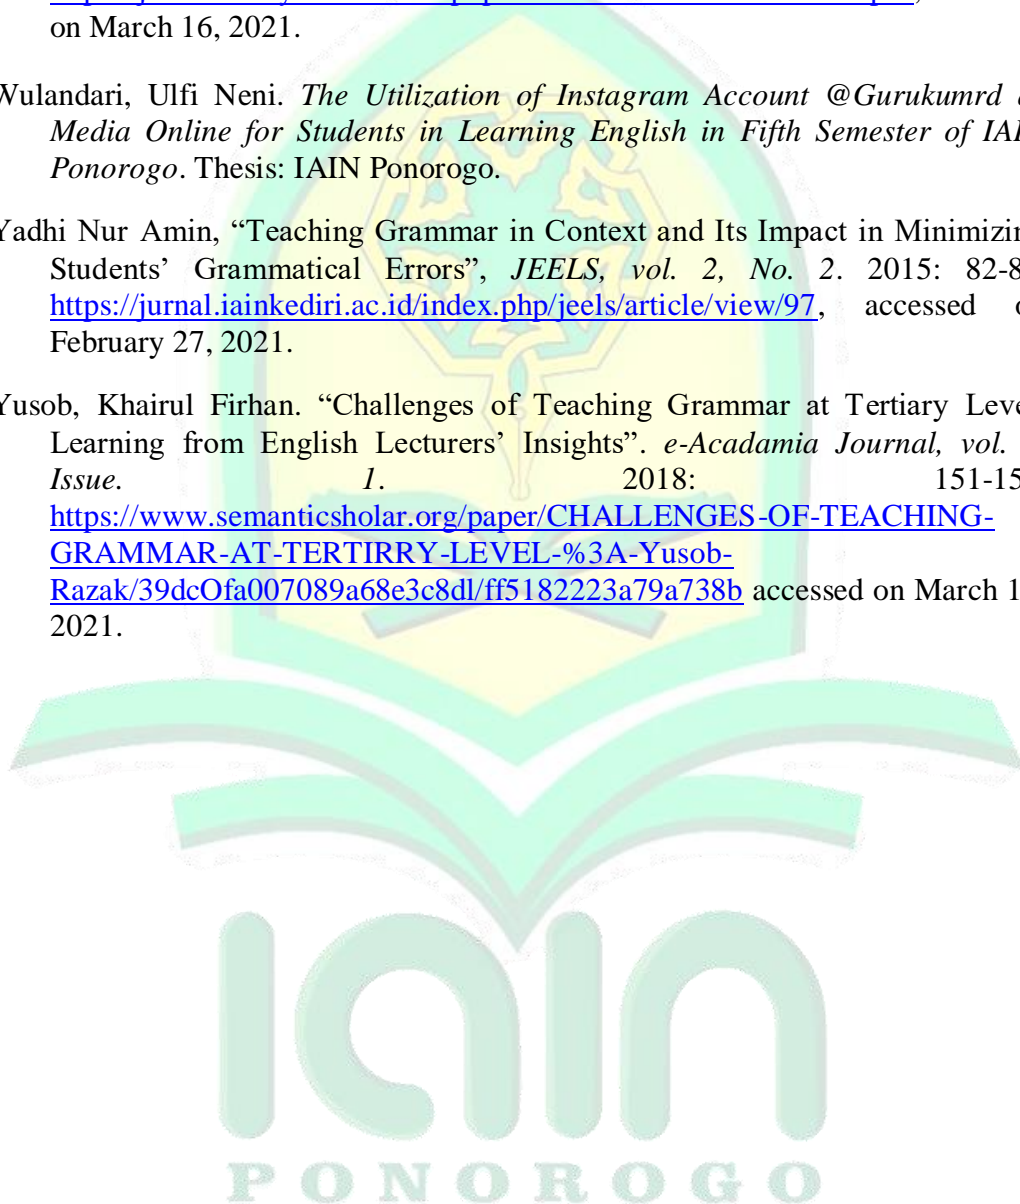 on March 16, 2021.
Wulandari, Ulfi Neni. The Utilization of Instagram Account @Gurukumrd
Media Online for Students in Learning English in Fifth Semester of
Ponorogo. Thesis: IAIN Ponorogo.
Yadhi Nur Amin, “Teaching Grammar in Context and Its Impact in
Students’ Grammatical Errors”, JEELS, vol. 2, No. 2. 2015: 82-8
https://jurnal.iainkediri.ac.id/index.php/jeels/article/view/97, accessed
February 27, 2021.
Yusob, Khairul Firhan. “Challenges of Teaching Grammar at Tertiary
Learning from English Lecturers’ Insights”. e-Acadamia Journal, vol.
Issue. 1. 2018: 151-15
https://www.semanticsholar.org/paper/CHALLENGES-OF-TEACHING-
GRAMMAR-AT-TERTIRRY-LEVEL-%3A-Yusob-
Razak/39dcOfa007089a68e3c8dl/ff5182223a79a738b accessed on March 1
2021.
iain
PONOROGO